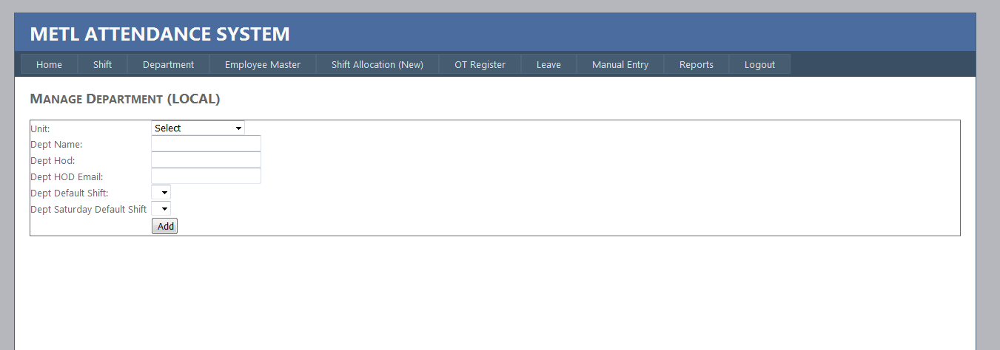 METL ATTENDANCE SYSTEM
Home Shift Department Employee Master Shift Allocation (New) OT Register Leave Manual Entry Reports Logout
MANAGE DEPARTMENT (LOCAL)
Unit: Select
Dept Name:
Dept Hod:
Dept HOD Email:
Dept Default Shift:
Dept Saturday Default Shift
Add